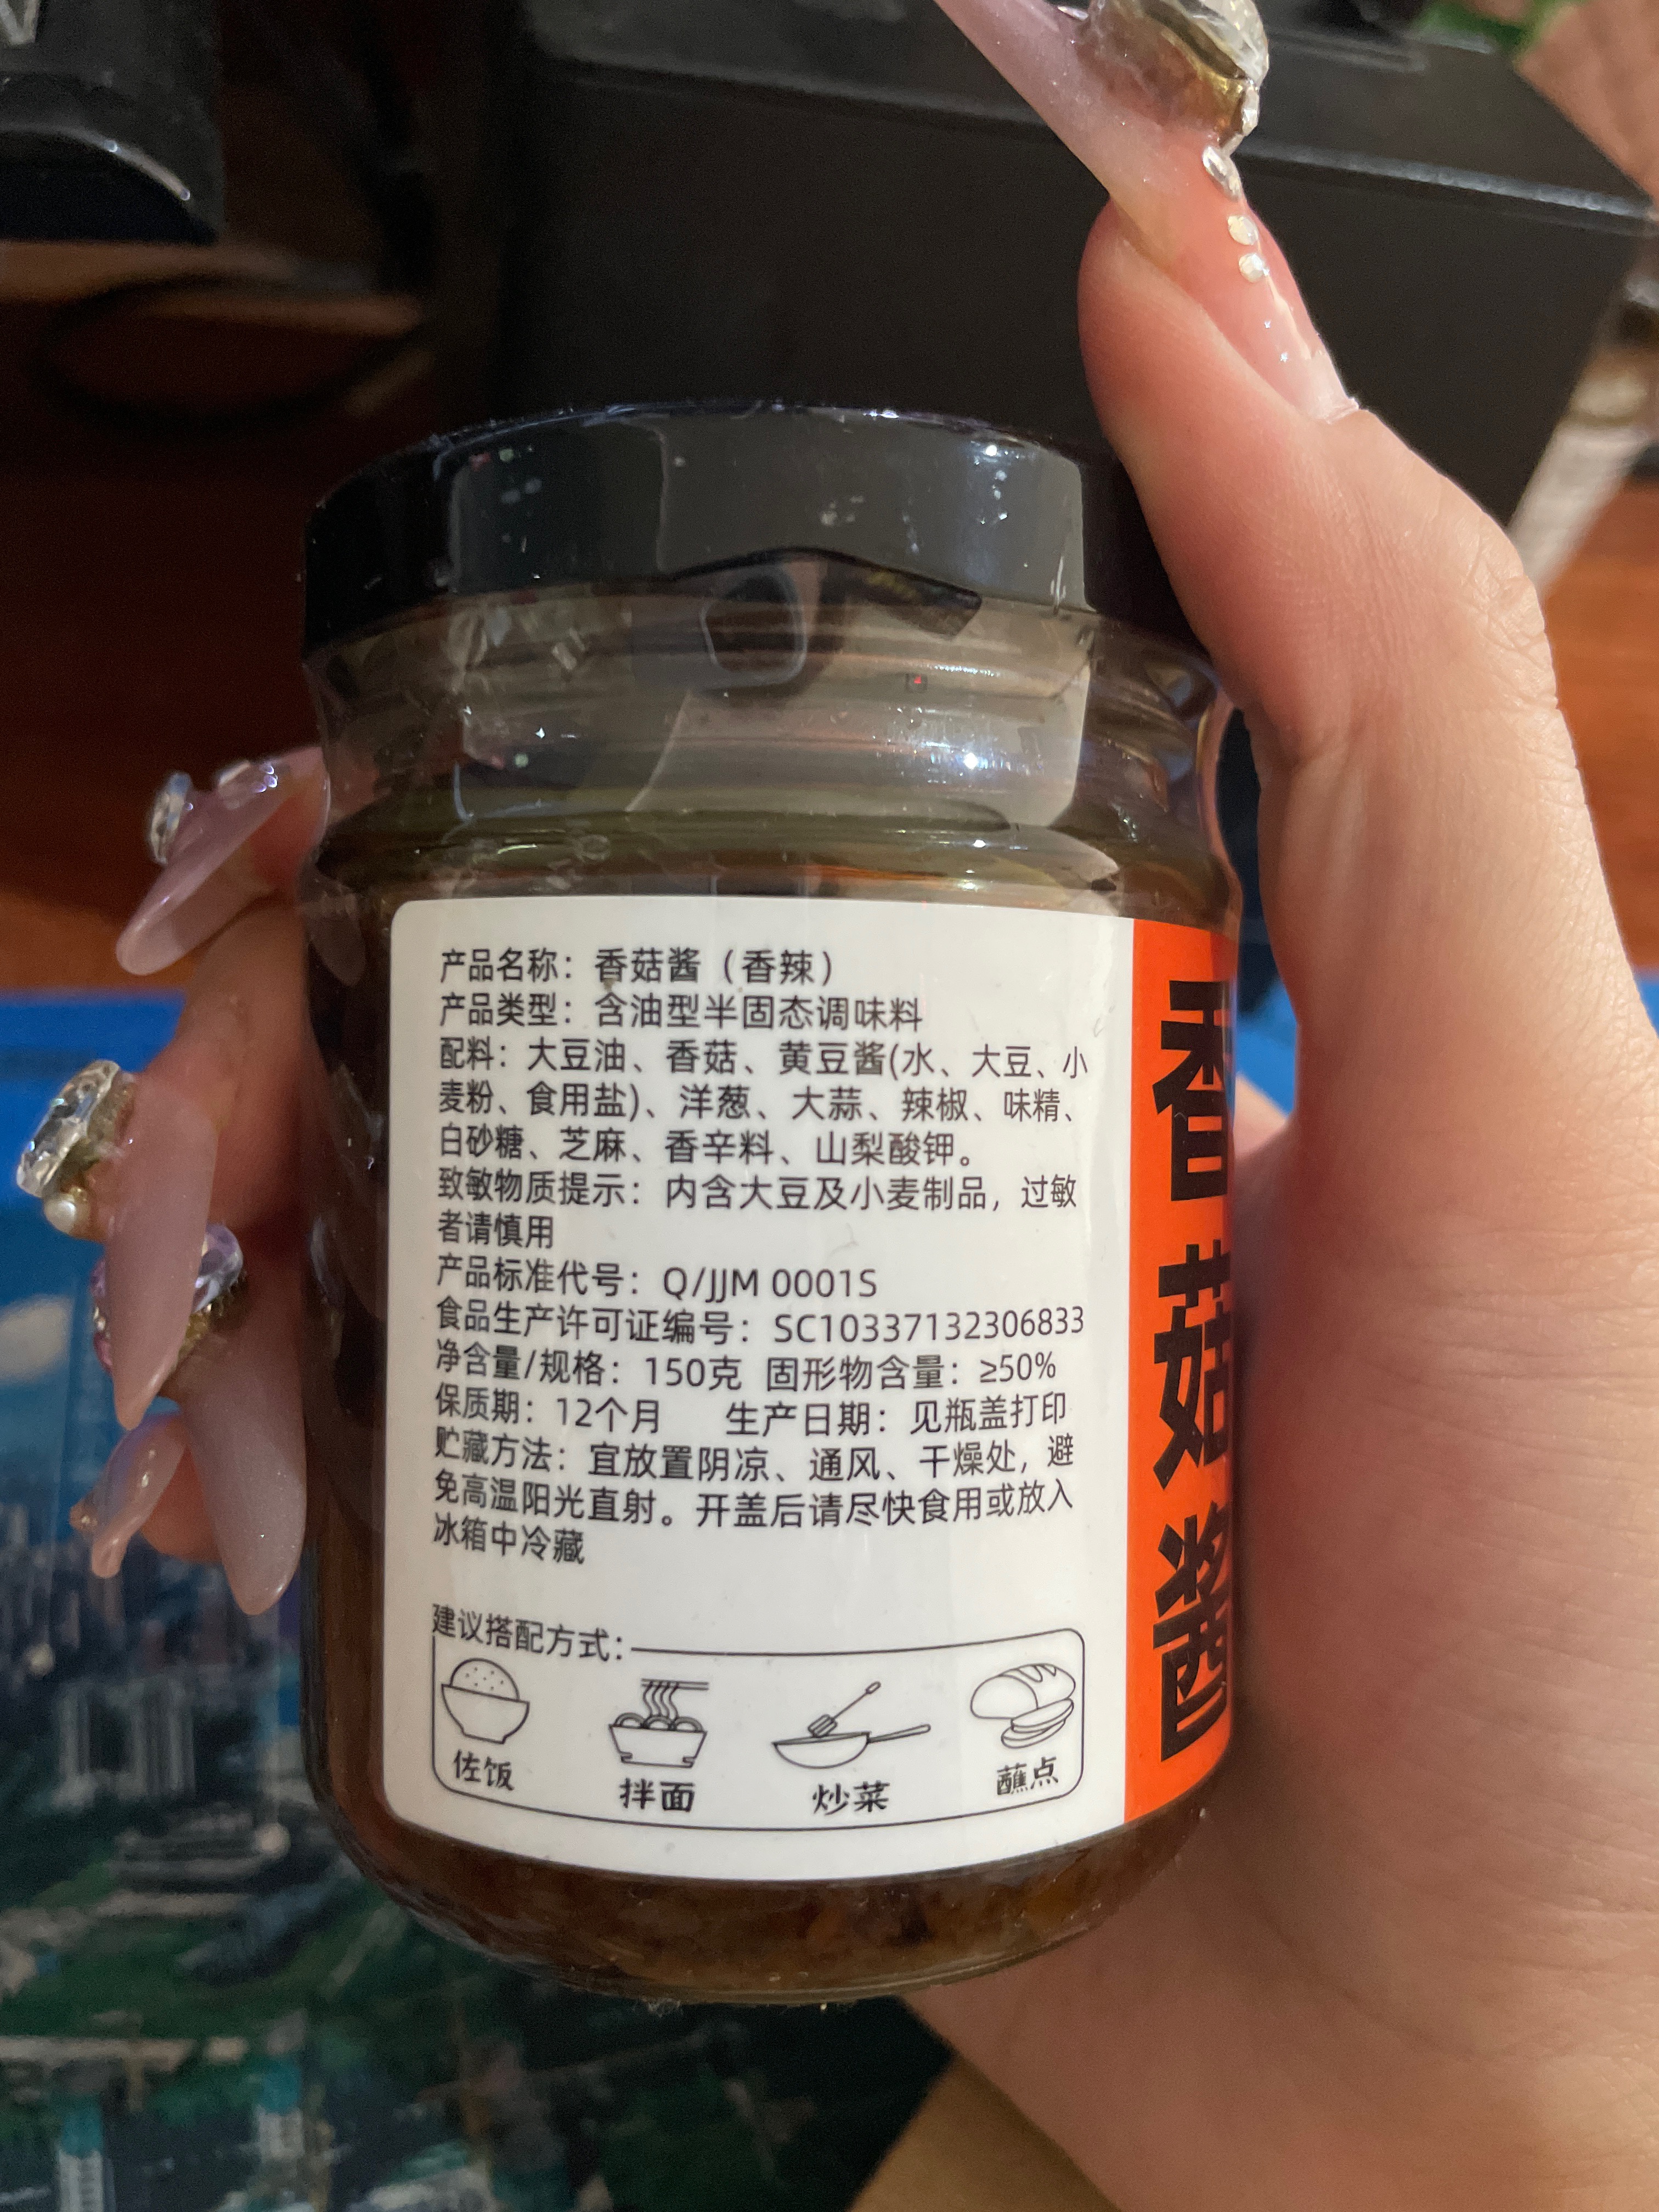 产品名称：香菇酱（香辣）
产品类型：含油型半固态调味料
配料：大豆油、香菇、黄豆酱(水、大豆、小
麦粉、食用盐)、洋葱、大蒜、辣椒、味精、
白砂糖、芝麻、香辛料、山梨酸钾。
致敏物质提示：内含大豆及小麦制品，过敏
者请慎用
产品标准代号：Q/JJM 0001S
食品生产许可证编号：SC10337132306833
净含量/规格：150克 固形物含量：≥50%
保质期：12个月 生产日期：见瓶盖打印
贮藏方法：宜放置阴凉、通风、干燥处，避
免高温阳光直射。开盖后请尽快食用或放入
冰箱中冷藏
建议搭配方式：
佐饭
拌面
炒菜
蘸点
香菇酱